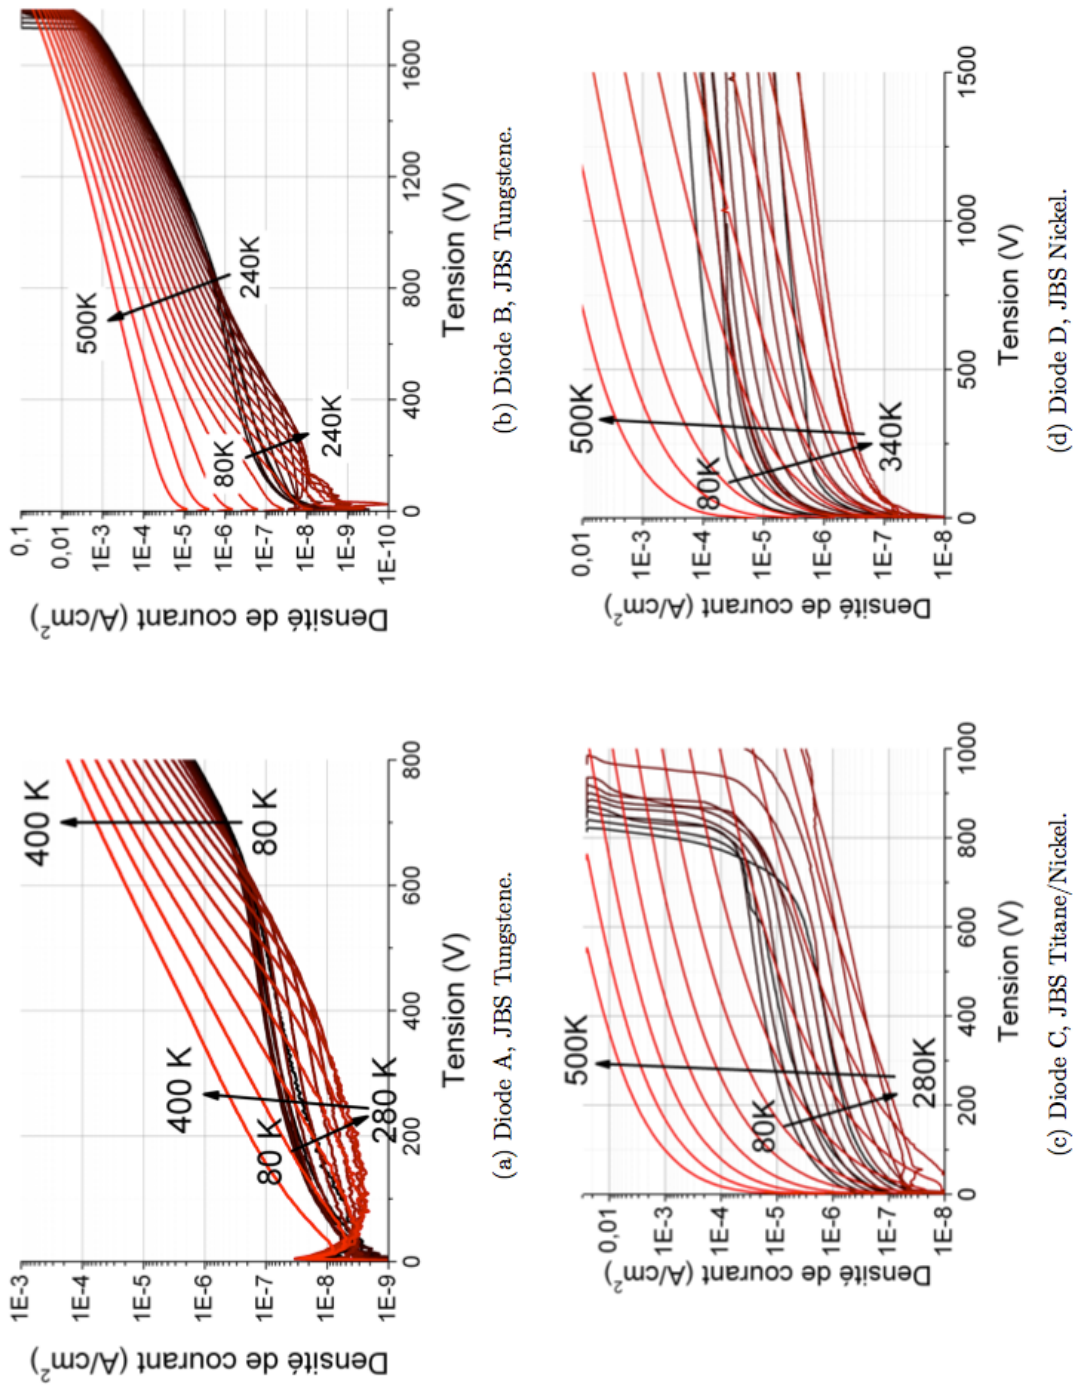 1E-3
1E-4
1E-5
1E-6
1E-7
1E-8
1E-9
Densité de courant (A/cm²)
400 K
400 K
80 K
80 K
280 K
0 200 400 600 800
Tension (V)
(a) Diode A, JBS Tungstene.
0,1
0,01
1E-3
1E-4
1E-5
1E-6
1E-7
1E-8
1E-9
1E-10
Densité de courant (A/cm²)
500K
240K
80K
240K
0 400 800 1200 1600
Tension (V)
(b) Diode B, JBS Tungstene.
0,01
1E-3
1E-4
1E-5
1E-6
1E-7
1E-8
Densité de courant (A/cm²)
500K
80K
280K
0 200 400 600 800 1000
Tension (V)
(c) Diode C, JBS Titane/Nickel.
0,01
1E-3
1E-4
1E-5
1E-6
1E-7
1E-8
Densité de courant (A/cm²)
500K
80K
340K
0 500 1000 1500
Tension (V)
(d) Diode D, JBS Nickel.